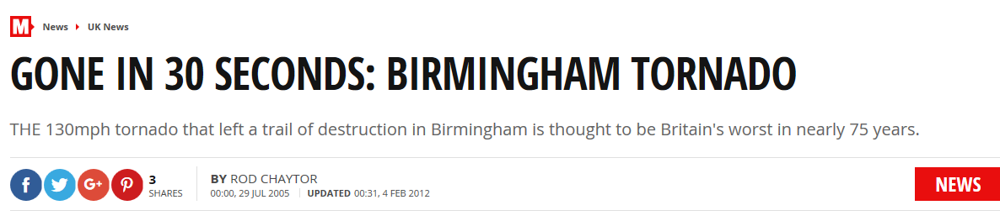 M News UK News
GONE IN 30 SECONDS: BIRMINGHAM TORNADO
THE 130mph tornado that left a trail of destruction in Birmingham is thought to be Britain's worst in nearly 75 years.
f G+ 3 SHARES
BY ROD CHAYTOR
00:00, 29 JUL 2005 UPDATED 00:31, 4 FEB 2012
NEWS